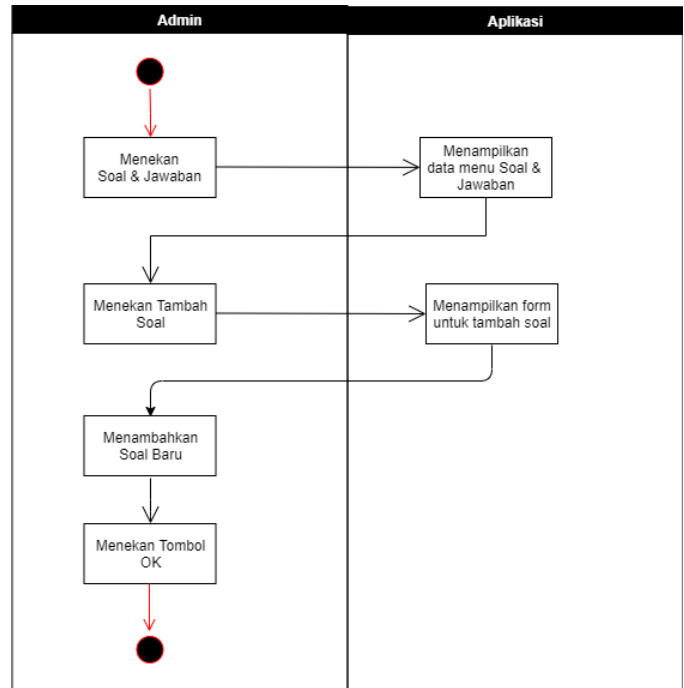 Admin
Aplikasi
Menekan
Soal & Jawaban
Menampilkan
data menu Soal &
Jawaban
Menekan Tambah
Soal
Menampilkan form
untuk tambah soal
Menambahkan
Soal Baru
Menekan Tombol
OK